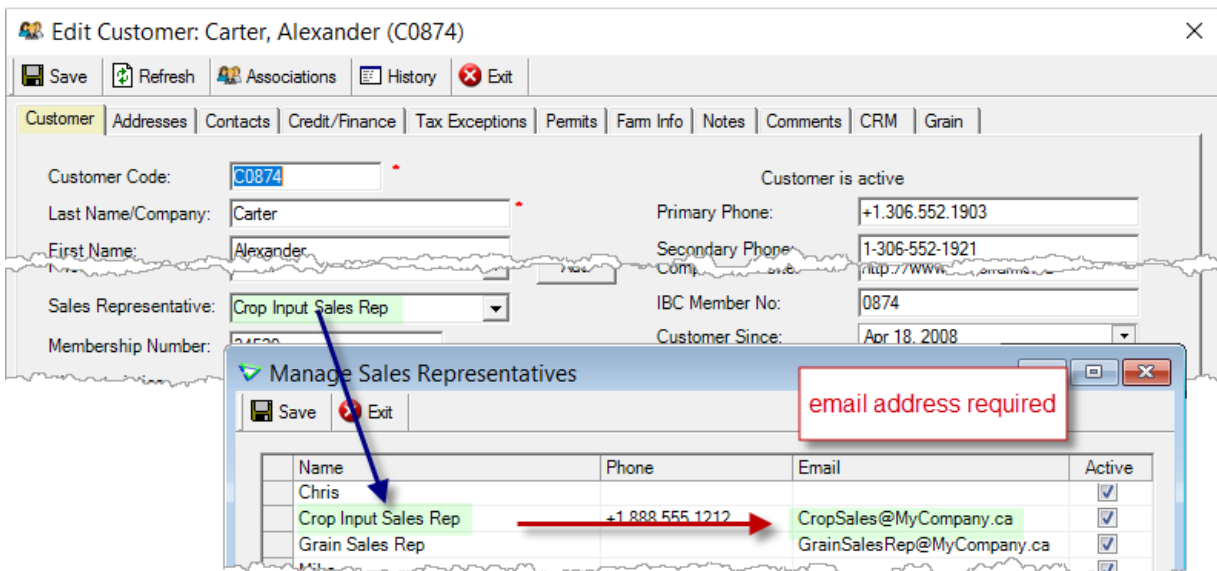 Edit Customer: Carter, Alexander (C0874)
Save Refresh Associations History Exit
Customer Addresses Contacts Credit/Finance Tax Exceptions Permits Farm Info Notes Comments CRM Grain
Customer Code: C0874 * Customer is active
Last Name/Company: Carter * Primary Phone: +1.306.552.1903
First Name: Alexander Secondary Phone: 1-306-552-1921
Sales Representative: Crop Input Sales Rep IBC Member No: 0874
Membership Number: Customer Since: Apr 18, 2008
Manage Sales Representatives
email address required
Save Exit
Name Phone Email Active
Chris
Crop Input Sales Rep +1.888.555.1212 CropSales@MyCompany.ca
Grain Sales Rep GrainSalesRep@MyCompany.ca